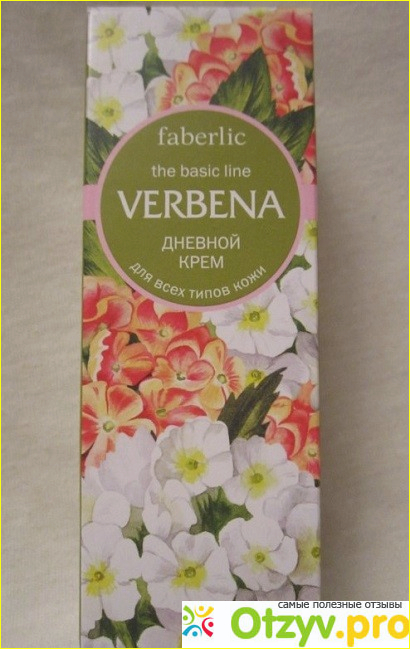 faberlic
the basic line
VERBENA
ДНЕВНОЙ
КРЕМ
для всех типов кожи
самые полезные отзывы
Otzyv.pro